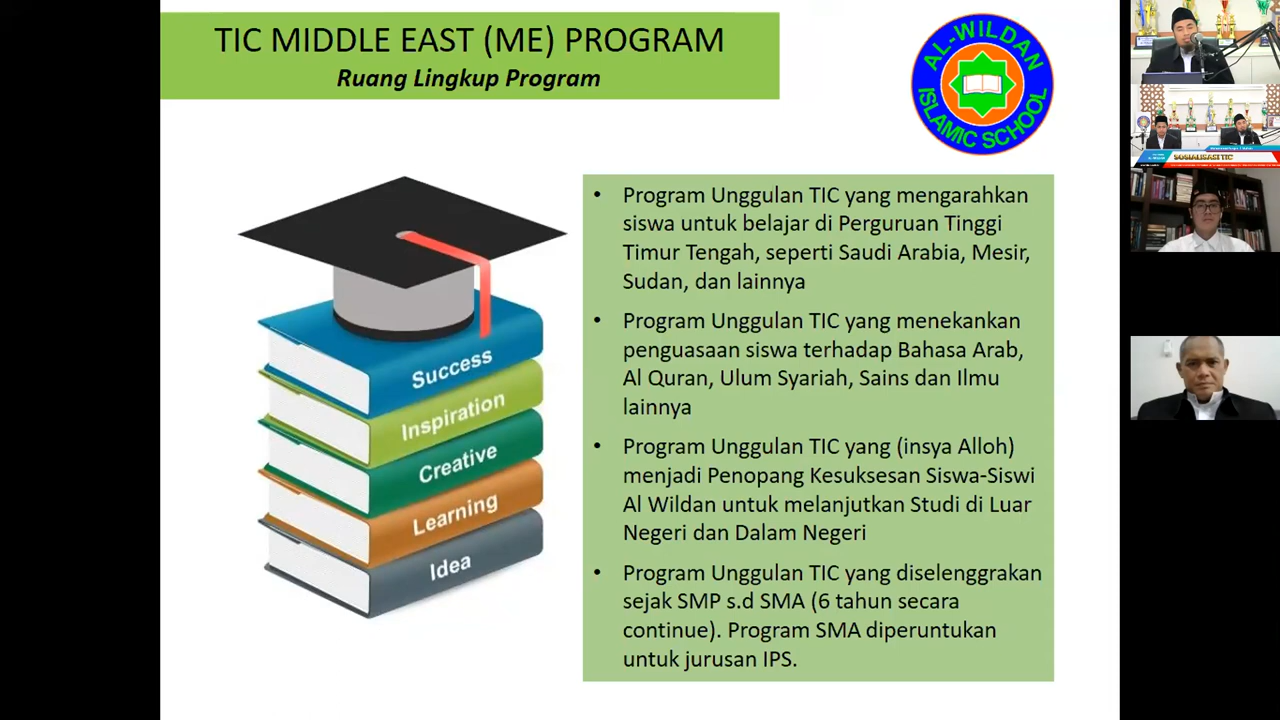 TIC MIDDLE EAST (ME) PROGRAM
Ruang Lingkup Program
AL-WILDAN
ISLAMIC SCHOOL
Success
Inspiration
Creative
Learning
Idea
• Program Unggulan TIC yang mengarahkan
siswa untuk belajar di Perguruan Tinggi
Timur Tengah, seperti Saudi Arabia, Mesir,
Sudan, dan lainnya
• Program Unggulan TIC yang menekankan
penguasaan siswa terhadap Bahasa Arab,
Al Quran, Ulum Syariah, Sains dan Ilmu
lainnya
• Program Unggulan TIC yang (insya Alloh)
menjadi Penopang Kesuksesan Siswa-Siswi
Al Wildan untuk melanjutkan Studi di Luar
Negeri dan Dalam Negeri
• Program Unggulan TIC yang diselenggrakan
sejak SMP s.d SMA (6 tahun secara
continue). Program SMA diperuntukan
untuk jurusan IPS.
SOSIALISASI TIC